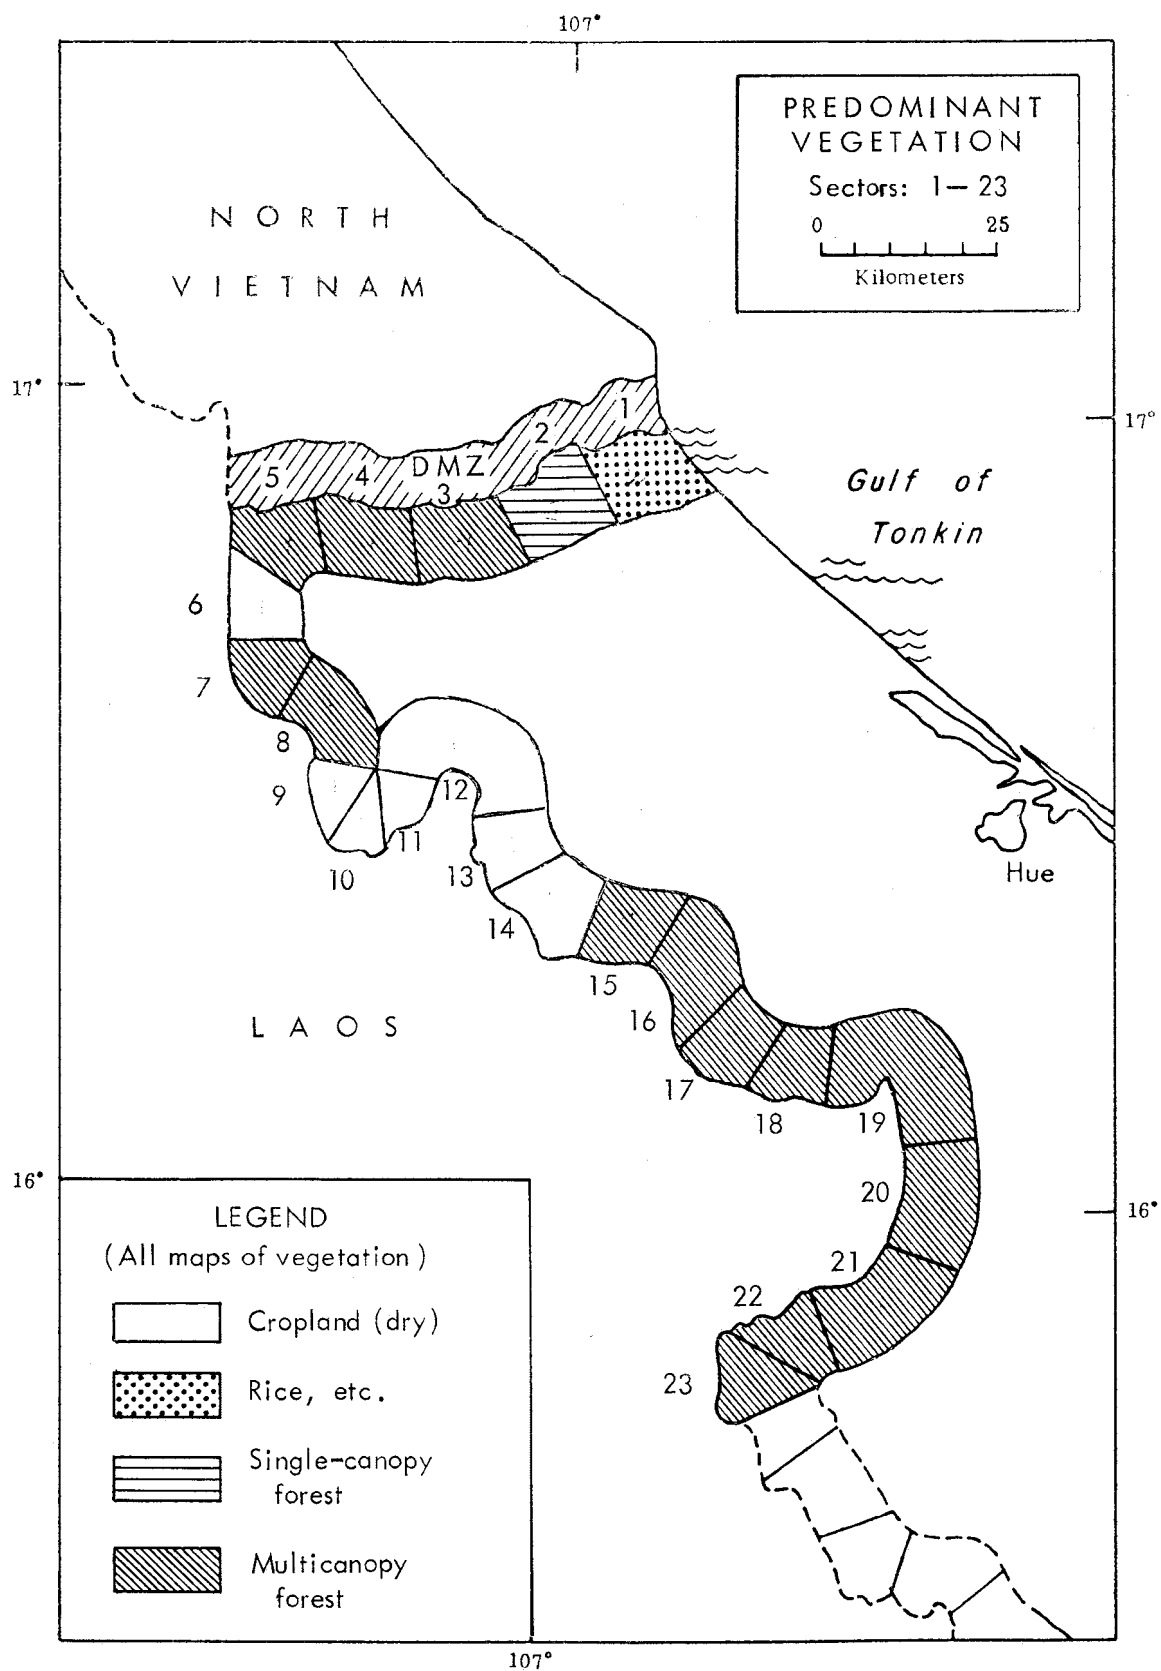 107°
PREDOMINANT
VEGETATION
Sectors: 1—23
0 25
Kilometers
NORTH
VIETNAM
17°
17°
1
2
DMZ
3
4
5
Gulf of
Tonkin
6
7
8
9
10
11
12
13
14
Hue
15
16
17
18
19
LAOS
16°
16°
20
21
22
23
LEGEND
(All maps of vegetation)
Cropland (dry)
Rice, etc.
Single-canopy
forest
Multicanopy
forest
107°